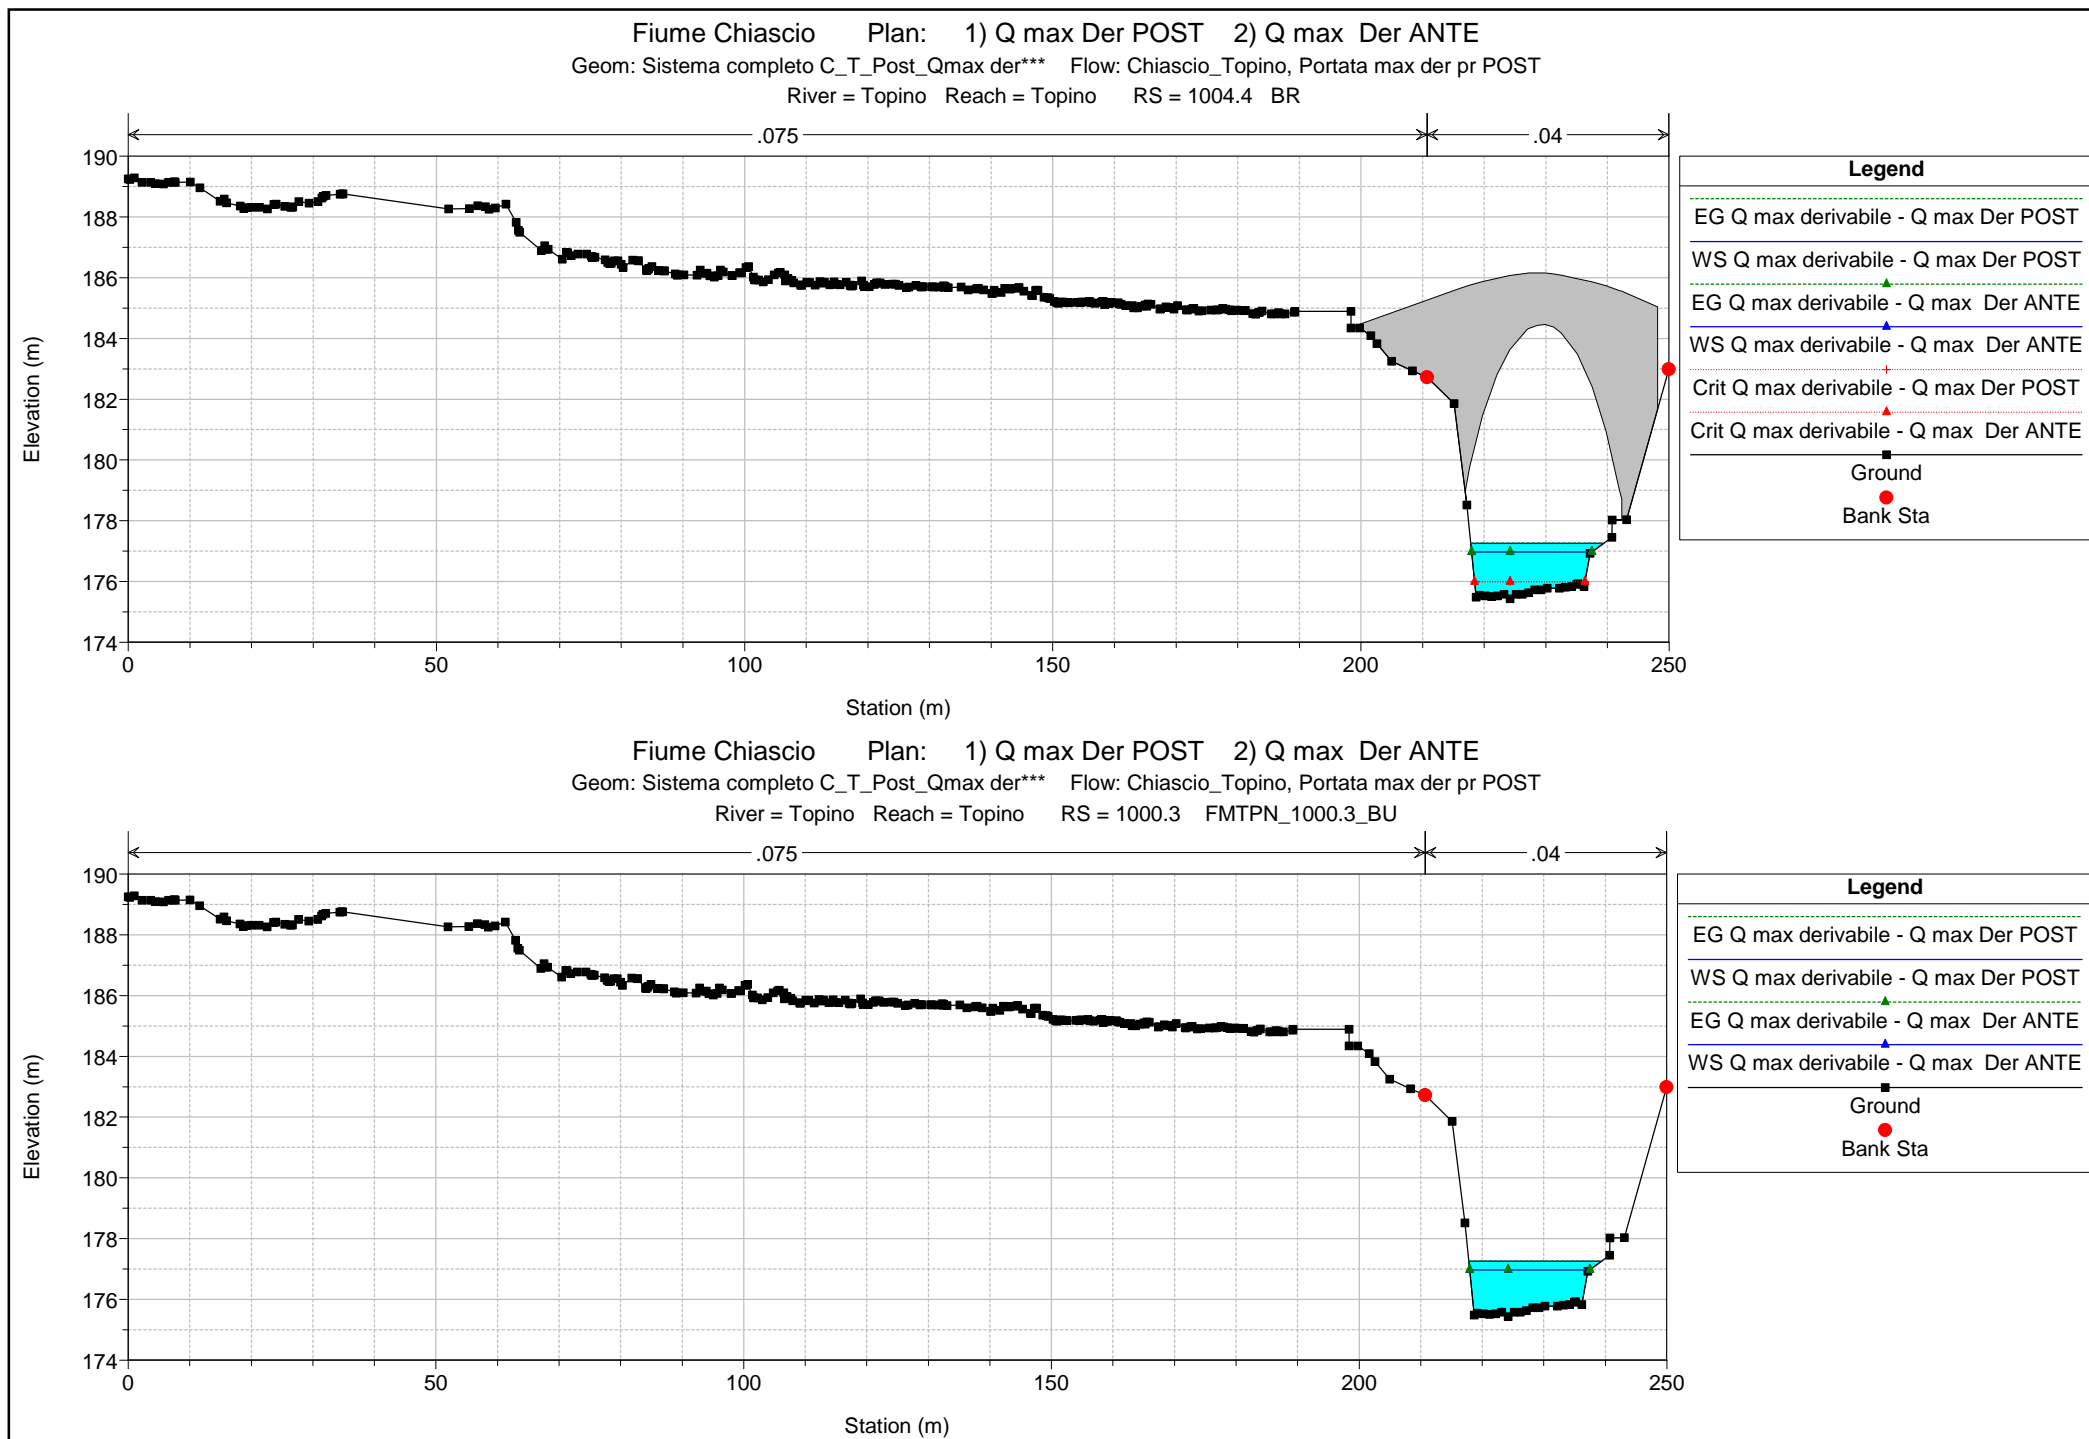 Fiume Chiascio Plan: 1) Q max Der POST 2) Q max Der ANTE
Geom: Sistema completo C_T_Post_Qmax der*** Flow: Chiascio_Topino, Portata max der pr POST
River = Topino Reach = Topino RS = 1004.4 BR
.075 .04
190
188
186
184
182
180
178
176
174
Elevation (m)
0 50 100 150 200 250
Station (m)
Legend
EG Q max derivabile - Q max Der POST
WS Q max derivabile - Q max Der POST
EG Q max derivabile - Q max Der ANTE
WS Q max derivabile - Q max Der ANTE
Crit Q max derivabile - Q max Der POST
Crit Q max derivabile - Q max Der ANTE
Ground
Bank Sta
Fiume Chiascio Plan: 1) Q max Der POST 2) Q max Der ANTE
Geom: Sistema completo C_T_Post_Qmax der*** Flow: Chiascio_Topino, Portata max der pr POST
River = Topino Reach = Topino RS = 1000.3 FMTPN_1000.3_BU
.075 .04
190
188
186
184
182
180
178
176
174
Elevation (m)
0 50 100 150 200 250
Station (m)
Legend
EG Q max derivabile - Q max Der POST
WS Q max derivabile - Q max Der POST
EG Q max derivabile - Q max Der ANTE
WS Q max derivabile - Q max Der ANTE
Ground
Bank Sta